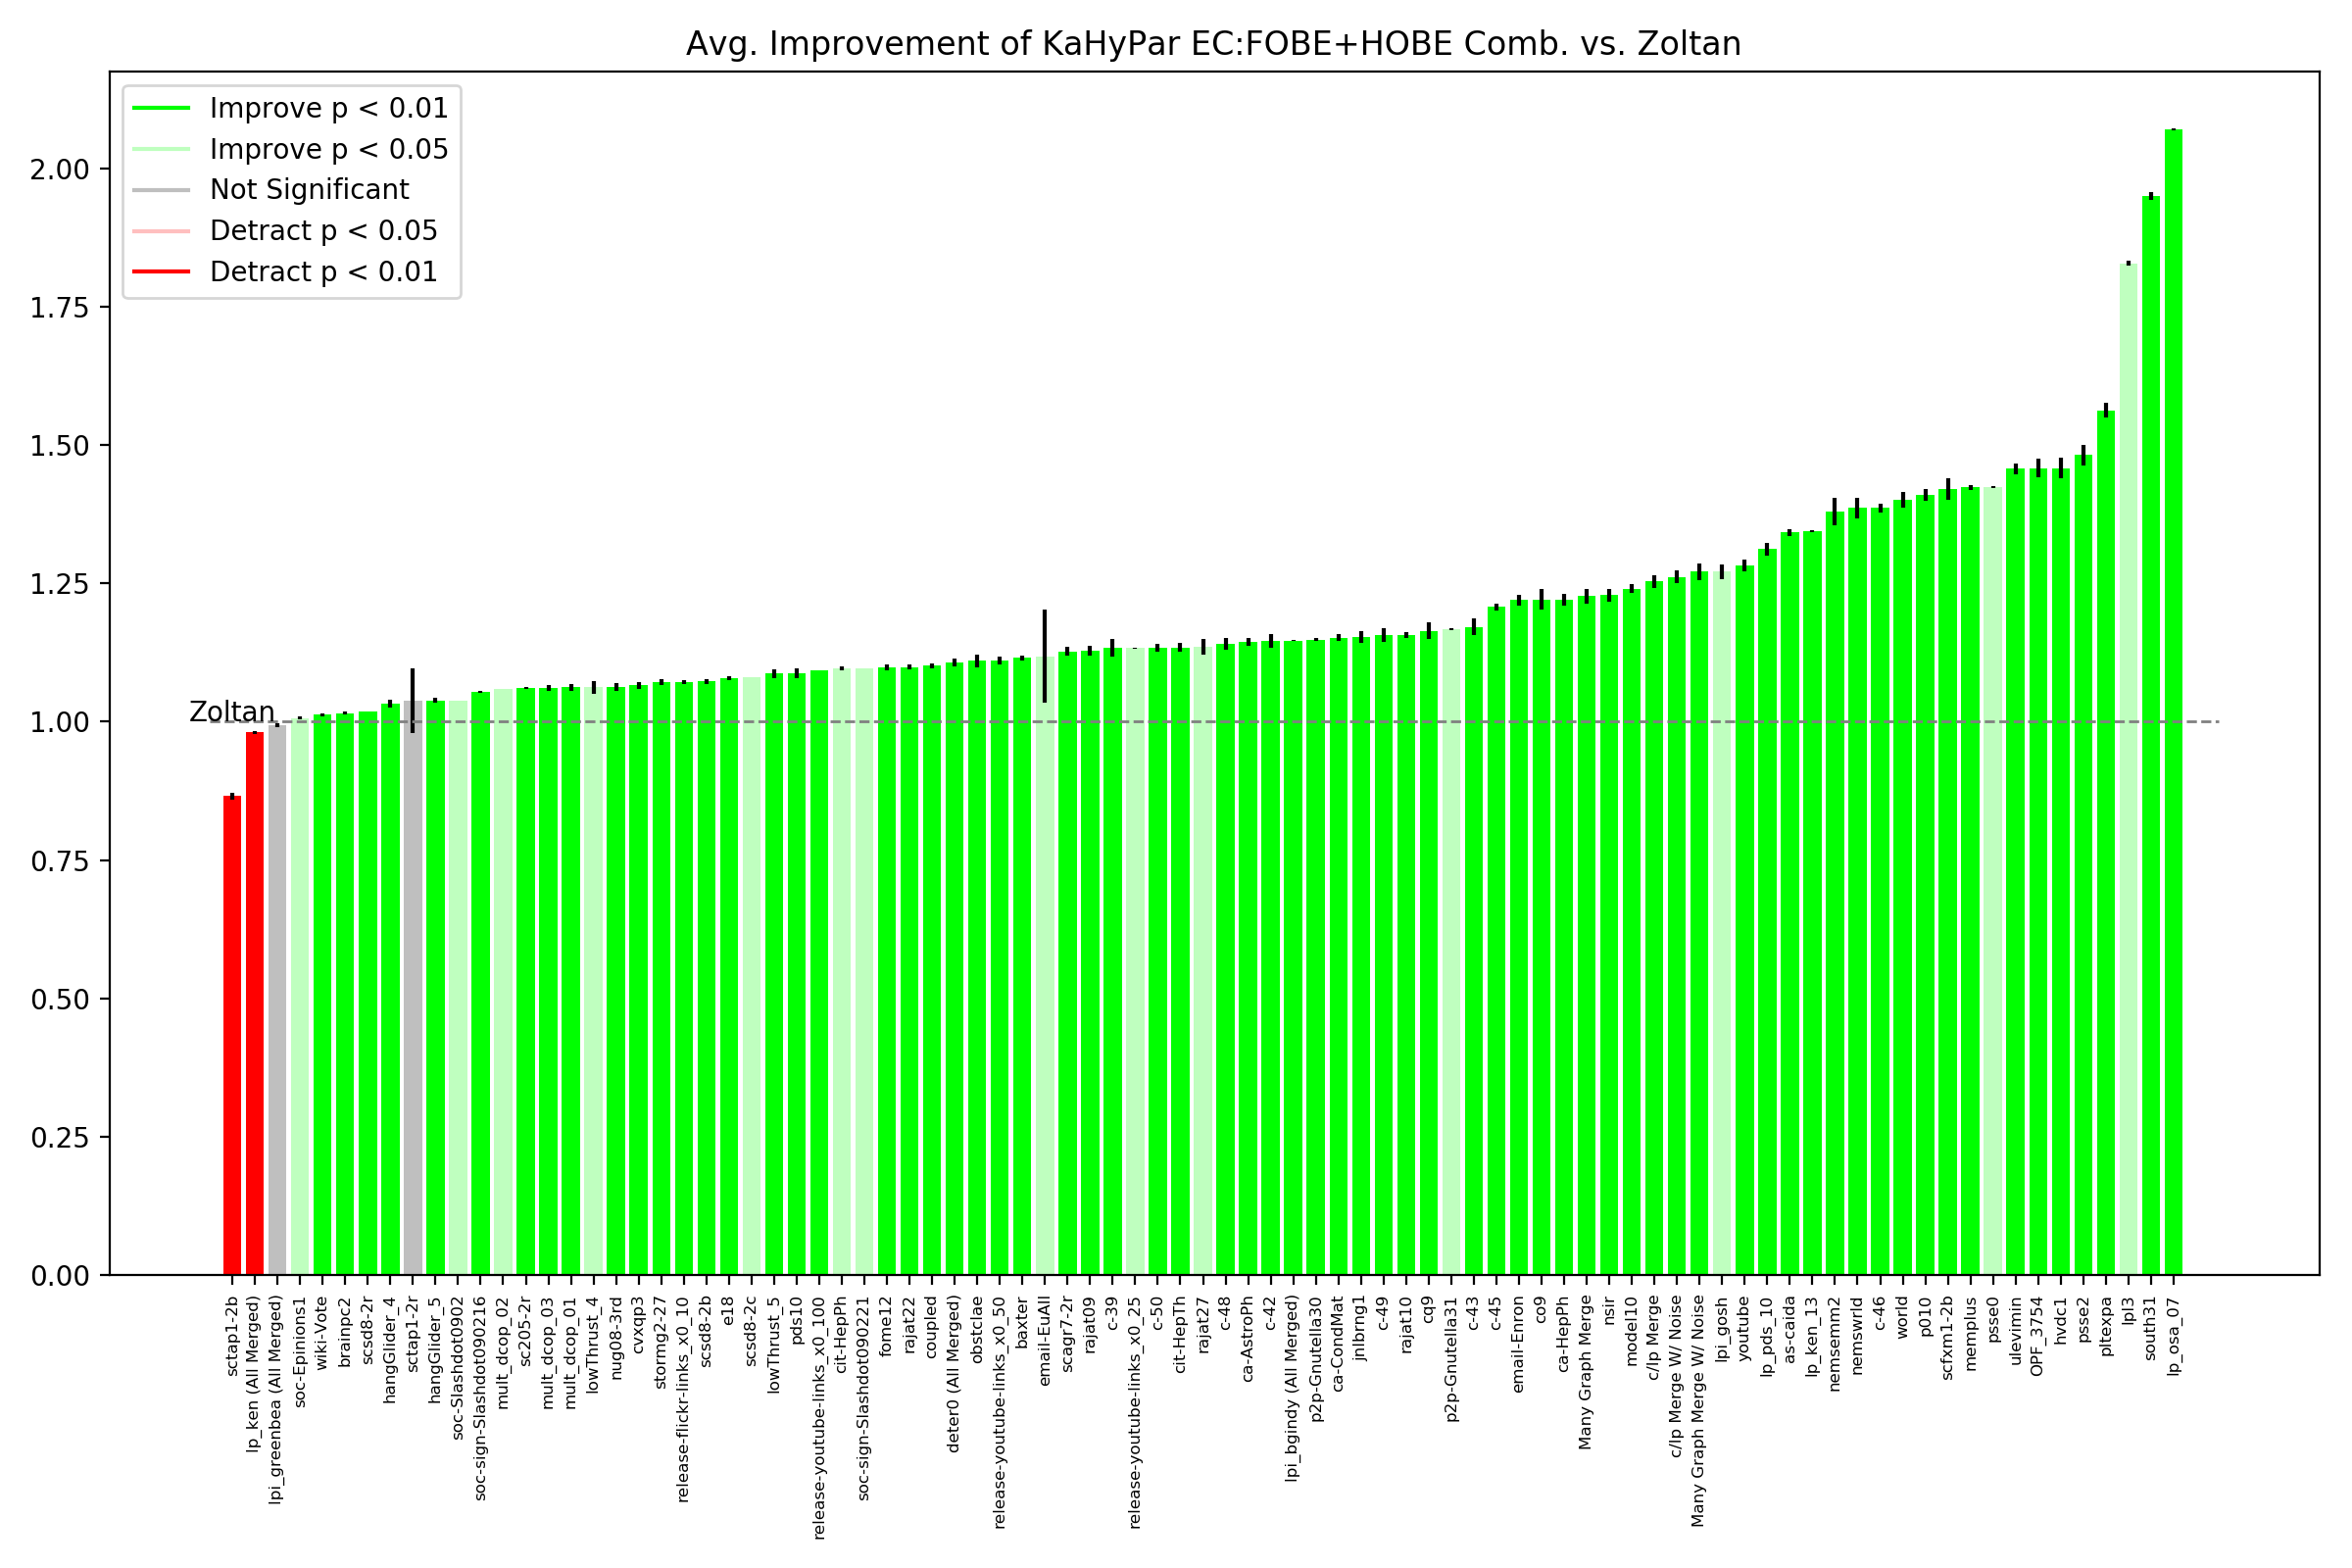 Avg. Improvement of KaHyPar EC:FOBE+HOBE Comb. vs. Zoltan
Improve p < 0.01
Improve p < 0.05
Not Significant
Detract p < 0.05
Detract p < 0.01
2.00
1.75
1.50
1.25
1.00
0.75
0.50
0.25
0.00
Zoltan
sctap1-2b
lp_ken (All Merged)
lpi_greenbea (All Merged)
soc-Epinions1
wiki-Vote
brainpc2
scsd8-2r
hangGlider_4
sctap1-2r
hangGlider_5
soc-Slashdot0902
soc-sign-Slashdot090216
mult_dcop_02
sc205-2r
mult_dcop_03
mult_dcop_01
lowThrust_4
nug08-3rd
cvxqp3
stormg2-27
release-flickr-links_x0_10
scsd8-2b
e18
scsd8-2c
lowThrust_5
pds10
release-youtube-links_x0_100
cit-HepPh
soc-sign-Slashdot090221
fome12
rajat22
coupled
deter0 (All Merged)
obstclae
release-youtube-links_x0_50
baxter
email-EuAll
scagr7-2r
rajat09
c-39
release-youtube-links_x0_25
c-50
cit-HepTh
rajat27
c-48
ca-AstroPh
c-42
lpi_bgindy (All Merged)
p2p-Gnutella30
ca-CondMat
jnlbrng1
c-49
rajat10
cq9
p2p-Gnutella31
c-43
c-45
email-Enron
co9
ca-HepPh
Many Graph Merge
nsir
model10
c/lp Merge
c/lp Merge W/ Noise
Many Graph Merge W/ Noise
lpi_gosh
youtube
lp_pds_10
as-caida
lp_ken_13
nemsemm2
nemswrld
c-46
world
p010
scfxm1-2b
memplus
psse0
ulevimin
OPF_3754
hvdc1
psse2
pltexpa
lpl3
south31
lp_osa_07